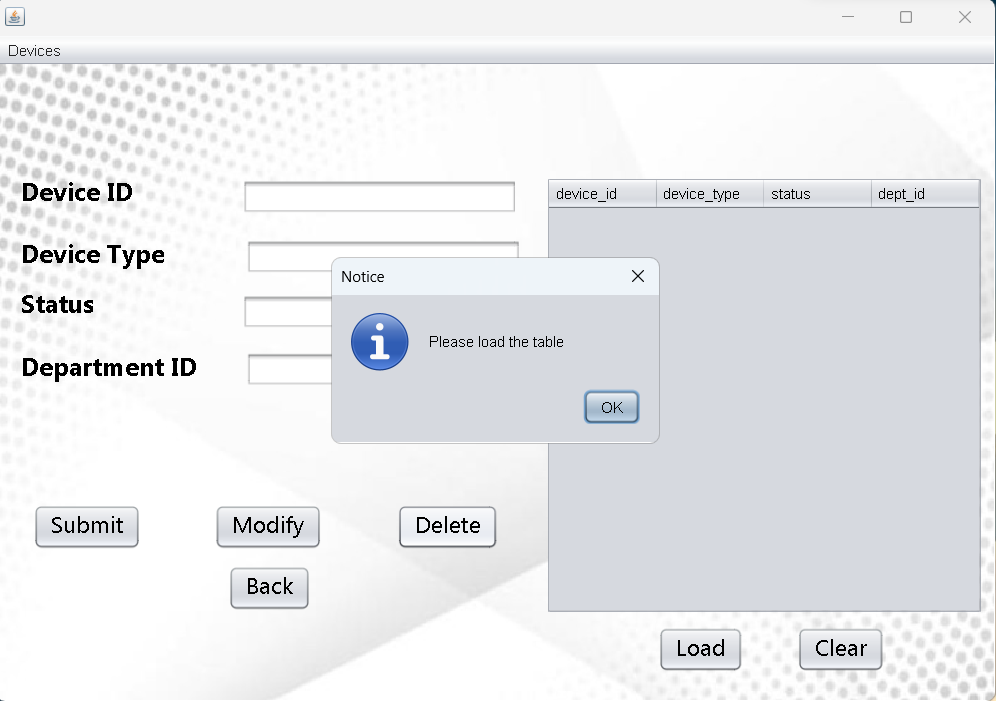 Devices
Device ID
Device Type
Status
Department ID
device_id device_type status dept_id
Notice
Please load the table
OK
Submit Modify Delete
Back
Load Clear